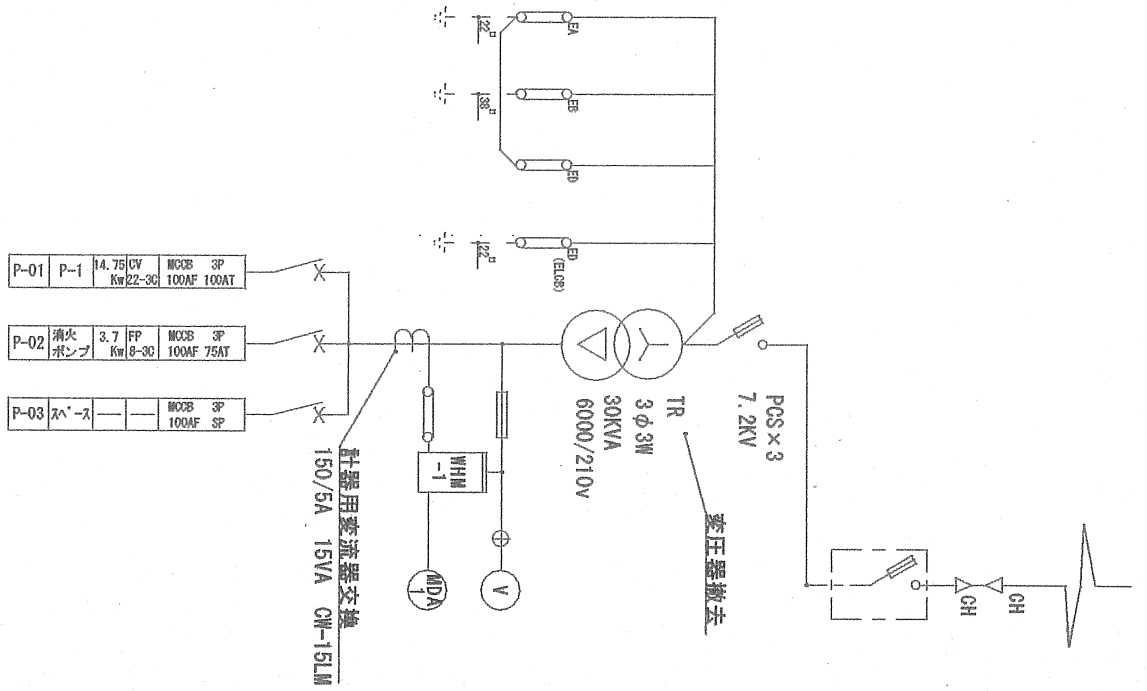 EA
22□
EB
38□
ED
ED
(ELCB)
22□
P-01 P-1 14.75 Kw CV 22-3C MCCB 3P 100AF 100AT
P-02 消火ポンプ 3.7 Kw FP 8-3C MCCB 3P 100AF 75AT
P-03 スペース — — MCCB 3P 100AF SP
TR
3φ3W
30KVA
6000/210v
PCS×3
7.2KV
変圧器撤去
CH
CH
WHM
-1
MDA
1
V
計器用変流器交換
150/5A 15VA CW-15LM